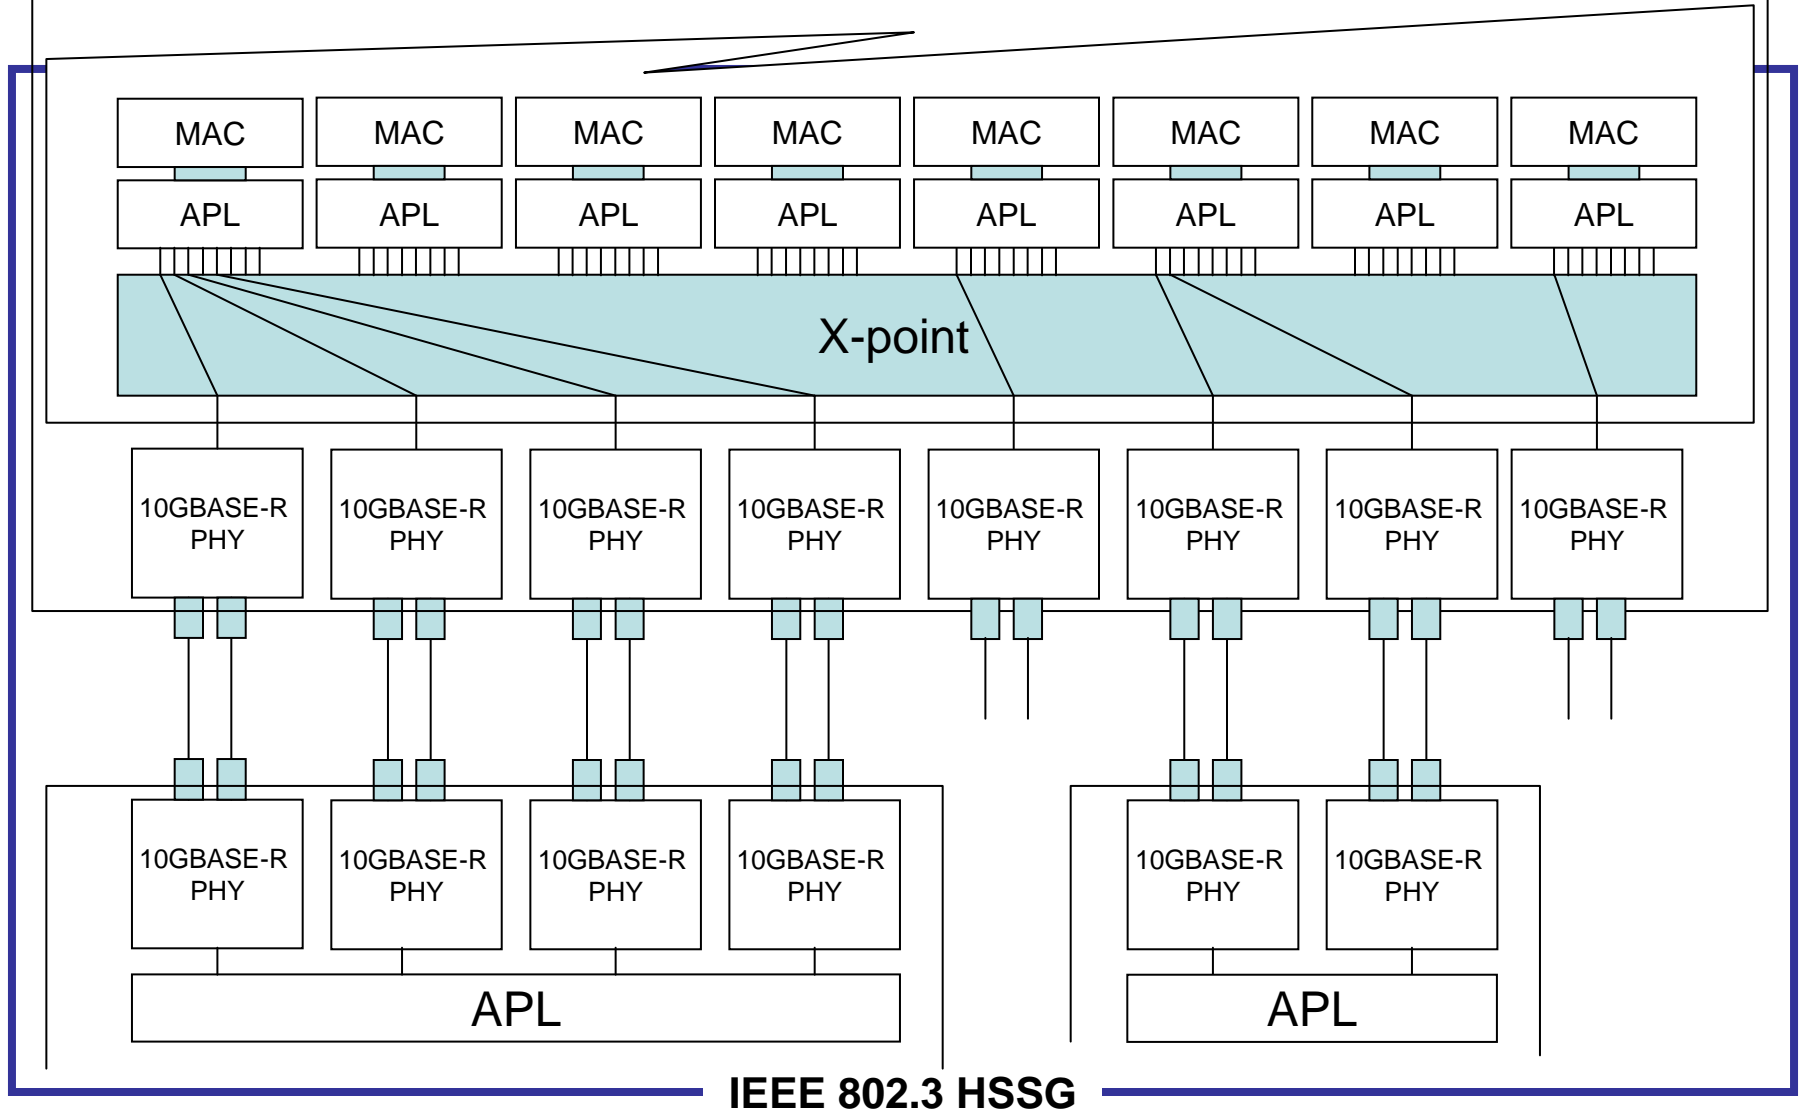 MAC MAC MAC MAC MAC MAC MAC MAC
APL APL APL APL APL APL APL APL
X-point
10GBASE-R 10GBASE-R 10GBASE-R 10GBASE-R 10GBASE-R 10GBASE-R 10GBASE-R 10GBASE-R
PHY PHY PHY PHY PHY PHY PHY PHY
10GBASE-R 10GBASE-R 10GBASE-R 10GBASE-R 10GBASE-R 10GBASE-R
PHY PHY PHY PHY PHY PHY
APL APL
IEEE 802.3 HSSG